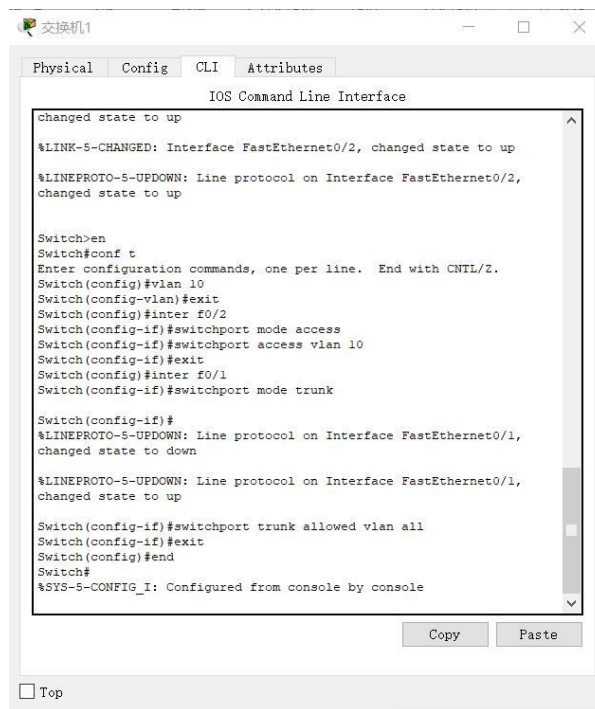 交换机1
Physical Config CLI Attributes
IOS Command Line Interface
changed state to up
%LINK-5-CHANGED: Interface FastEthernet0/2, changed state to up
%LINEPROTO-5-UPDOWN: Line protocol on Interface FastEthernet0/2,
changed state to up
Switch>en
Switch#conf t
Enter configuration commands, one per line.  End with CNTL/Z.
Switch(config)#vlan 10
Switch(config-vlan)#exit
Switch(config)#inter f0/2
Switch(config-if)#switchport mode access
Switch(config-if)#switchport access vlan 10
Switch(config-if)#exit
Switch(config)#inter f0/1
Switch(config-if)#switchport mode trunk
Switch(config-if)#
%LINEPROTO-5-UPDOWN: Line protocol on Interface FastEthernet0/1,
changed state to down
%LINEPROTO-5-UPDOWN: Line protocol on Interface FastEthernet0/1,
changed state to up
Switch(config-if)#switchport trunk allowed vlan all
Switch(config-if)#exit
Switch(config)#end
Switch#
%SYS-5-CONFIG_I: Configured from console by console
Copy Paste
Top